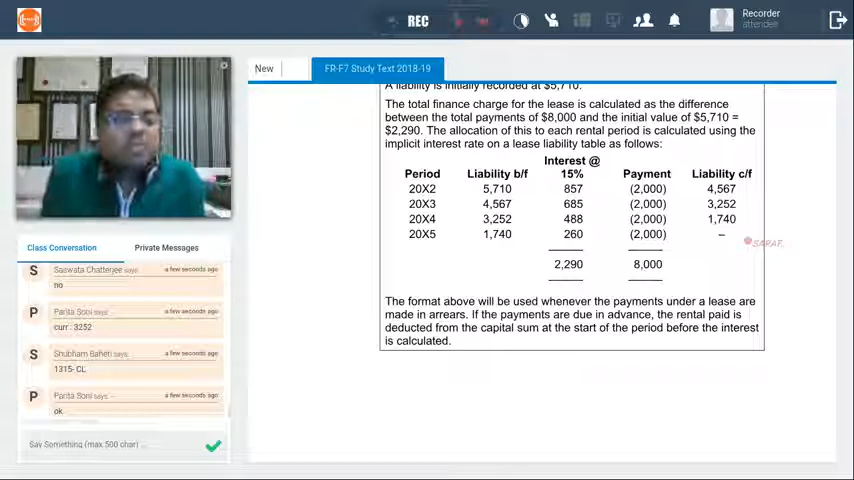 REC
Recorder
attendee
New
FR-F7 Study Text 2018-19
A liability is initially recorded at $5,710.
The total finance charge for the lease is calculated as the difference
between the total payments of $8,000 and the initial value of $5,710 =
$2,290. The allocation of this to each rental period is calculated using the
implicit interest rate on a lease liability table as follows:
Interest @
Period Liability b/f 15% Payment Liability c/f
20X2 5,710 857 (2,000) 4,567
20X3 4,567 685 (2,000) 3,252
20X4 3,252 488 (2,000) 1,740
20X5 1,740 260 (2,000) –
SARAF..
2,290 8,000
The format above will be used whenever the payments under a lease are
made in arrears. If the payments are due in advance, the rental paid is
deducted from the capital sum at the start of the period before the interest
is calculated.
Class Conversation Private Messages
S Saswata Chatterjee says: a few seconds ago
no
P Parita Soni says: a few seconds ago
curr : 3252
S Shubham Baheti says: a few seconds ago
1315- CL
P Parita Soni says: a few seconds ago
ok
Say Something (max 500 char) ...